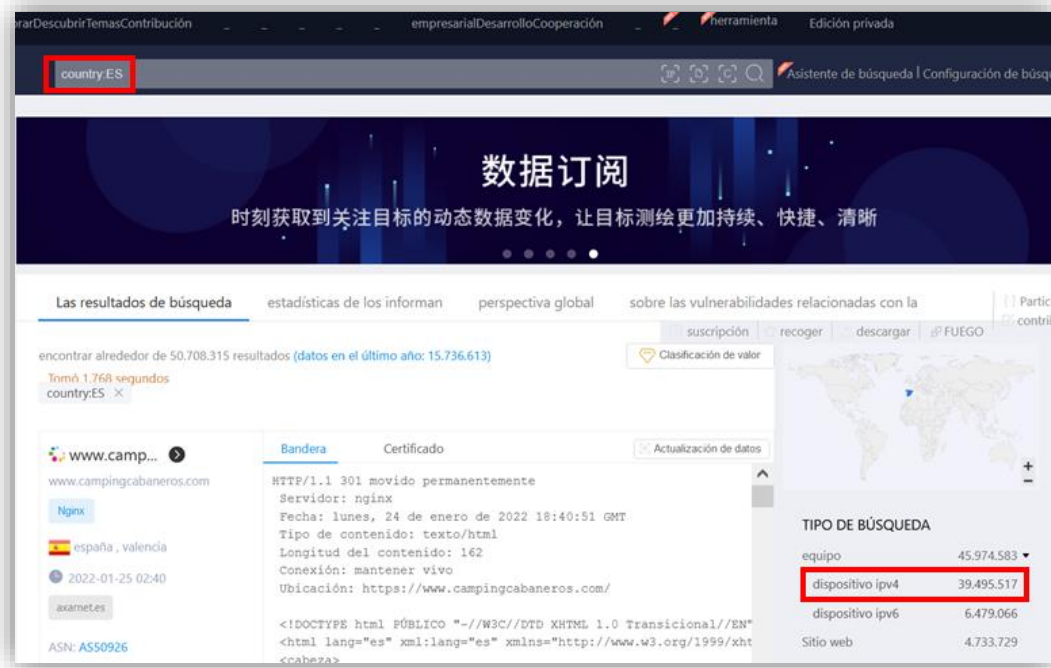 rarDescubrirTemasContribución _ _ _ _ _ empresarialDesarrolloCooperación _ _ herramienta Edición privada
country:ES
Asistente de búsqueda | Configuración de búsqu
数据订阅
时刻获取到关注目标的动态数据变化，让目标测绘更加持续、快捷、清晰
Las resultados de búsqueda estadísticas de los informan perspectiva global sobre las vulnerabilidades relacionadas con la
Partic
contril
suscripción recoger descargar FUEGO
encontrar alrededor de 50.708.315 resultados (datos en el último año: 15.736.613)
Clasificación de valor
Tomó 1.768 segundos
country:ES ×
www.camp...
www.campingcabaneros.com
Nginx
españa , valencia
2022-01-25 02:40
axarnet.es
ASN: AS50926
Bandera Certificado Actualización de datos
HTTP/1.1 301 movido permanentemente
Servidor: nginx
Fecha: lunes, 24 de enero de 2022 18:40:51 GMT
Tipo de contenido: texto/html
Longitud del contenido: 162
Conexión: mantener vivo
Ubicación: https://www.campingcabaneros.com/
<!DOCTYPE html PÚBLICO "-//W3C//DTD XHTML 1.0 Transicional//EN"
<html lang="es" xml:lang="es" xmlns="http://www.w3.org/1999/xht
<cabeza>
+
−
TIPO DE BÚSQUEDA
equipo 45.974.583
dispositivo ipv4 39.495.517
dispositivo ipv6 6.479.066
Sitio web 4.733.729